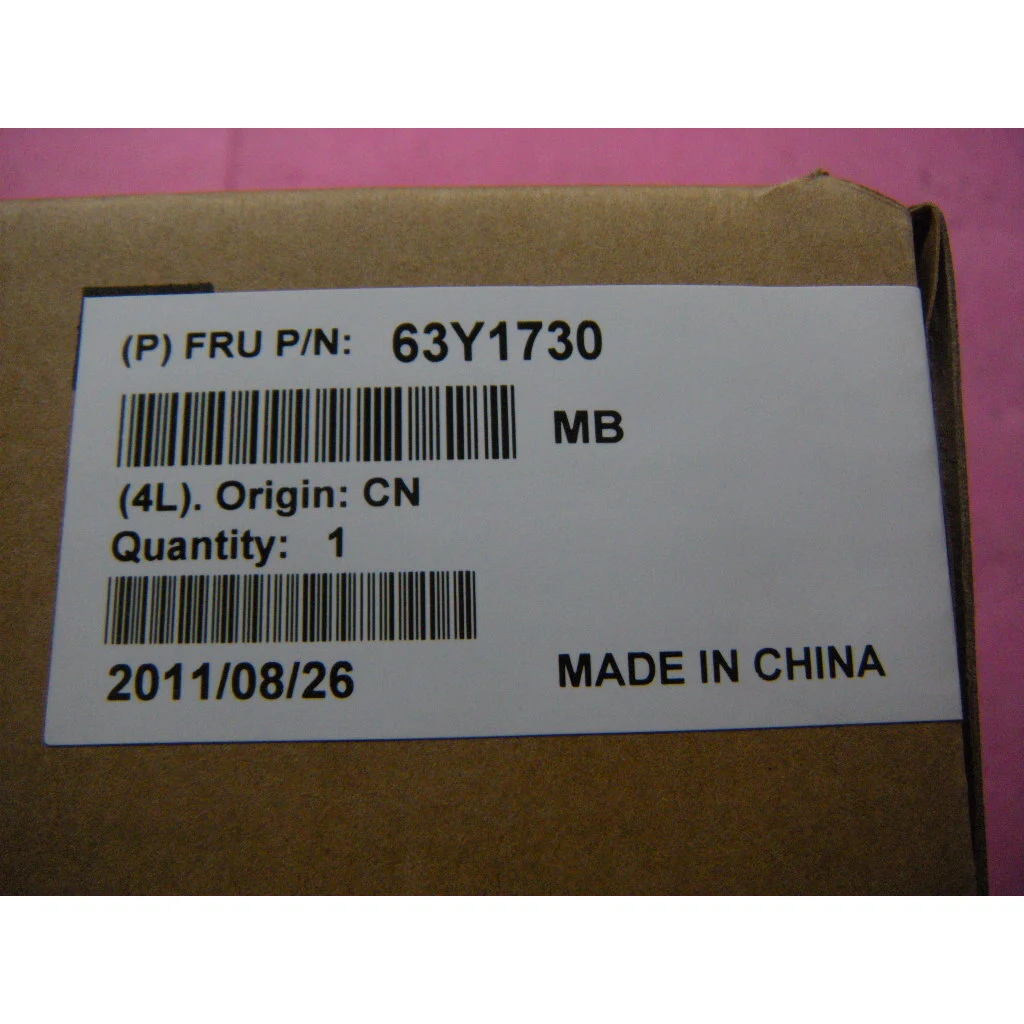 (P) FRU P/N: 63Y1730
MB
(4L). Origin: CN
Quantity: 1
2011/08/26
MADE IN CHINA